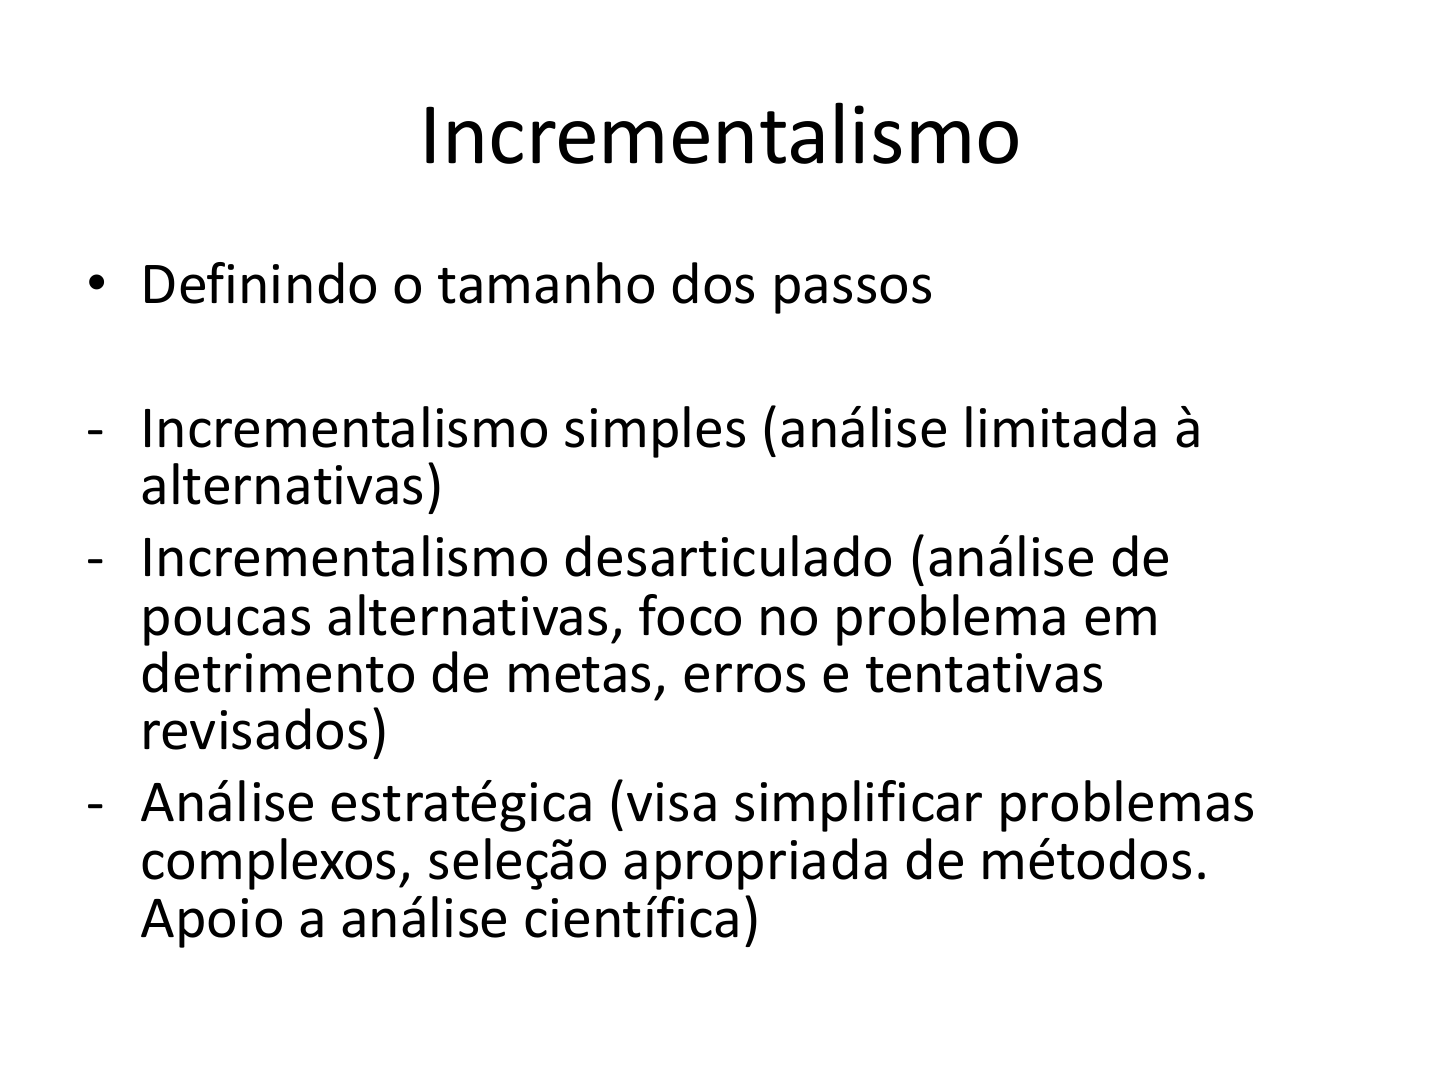 Incrementalismo
• Definindo o tamanho dos passos
- Incrementalismo simples (análise limitada à
alternativas)
- Incrementalismo desarticulado (análise de
poucas alternativas, foco no problema em
detrimento de metas, erros e tentativas
revisados)
- Análise estratégica (visa simplificar problemas
complexos, seleção apropriada de métodos.
Apoio a análise científica)